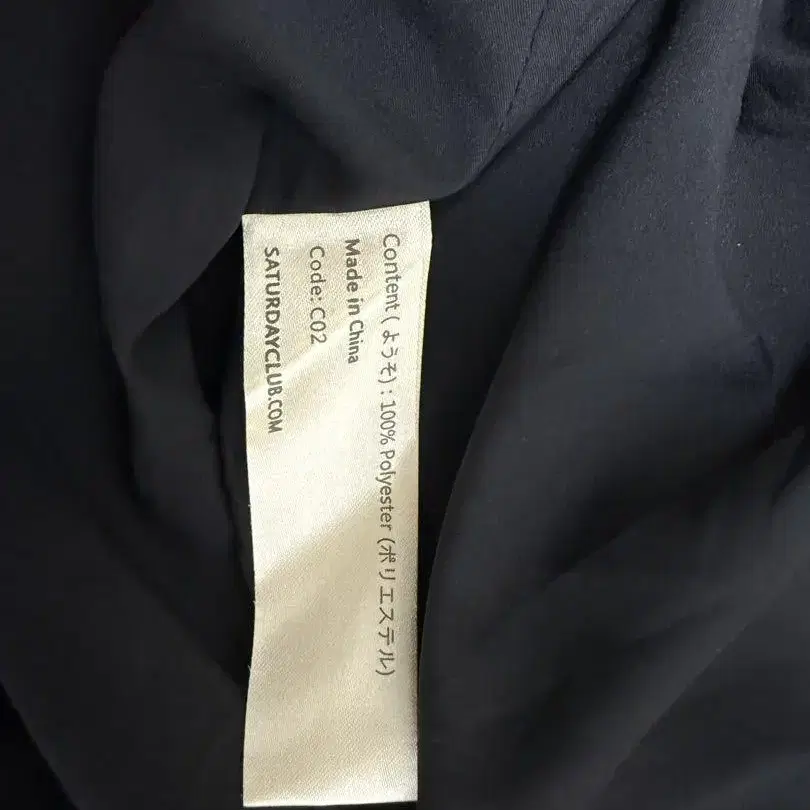 Content ( ようそ) : 100% Polyester (ポリエステル)
Made in China
Code: C02
SATURDAYCLUB.COM